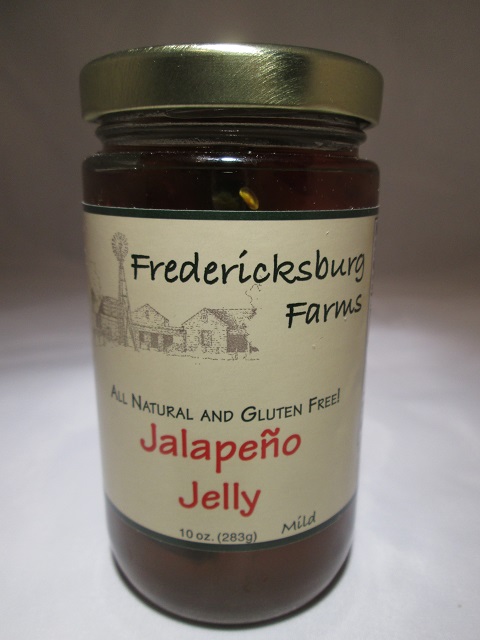 Fredericksburg
Farms
All Natural and Gluten Free!
Jalapeño
Jelly
10 oz. (283g)
Mild